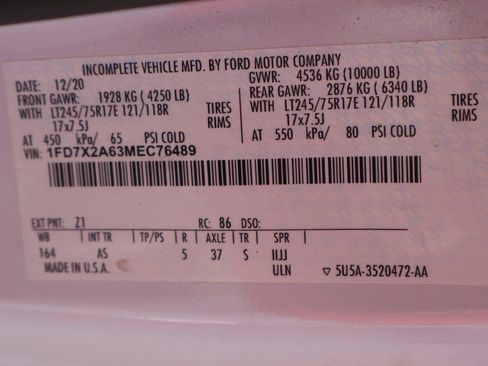 INCOMPLETE VEHICLE MFD. BY FORD MOTOR COMPANY
DATE: 12/20 GVWR: 4536 KG (10000 LB)
FRONT GAWR: 1928 KG ( 4250 LB) REAR GAWR: 2876 KG ( 6340 LB)
WITH LT245/75R17E 121/118R TIRES WITH LT245/75R17E 121/118R TIRES
17x7.5J RIMS 17x7.5J RIMS
AT 450 kPa/ 65 PSI COLD AT 550 kPa/ 80 PSI COLD
VIN: 1FD7X2A63MEC76489
EXT PNT: Z1 RC: 86 DSO:
WB INT TR TP/PS R AXLE TR SPR
164 AS 5 37 S IIJJ
MADE IN U.S.A. ULN ▽ 5U5A-3520472-AA